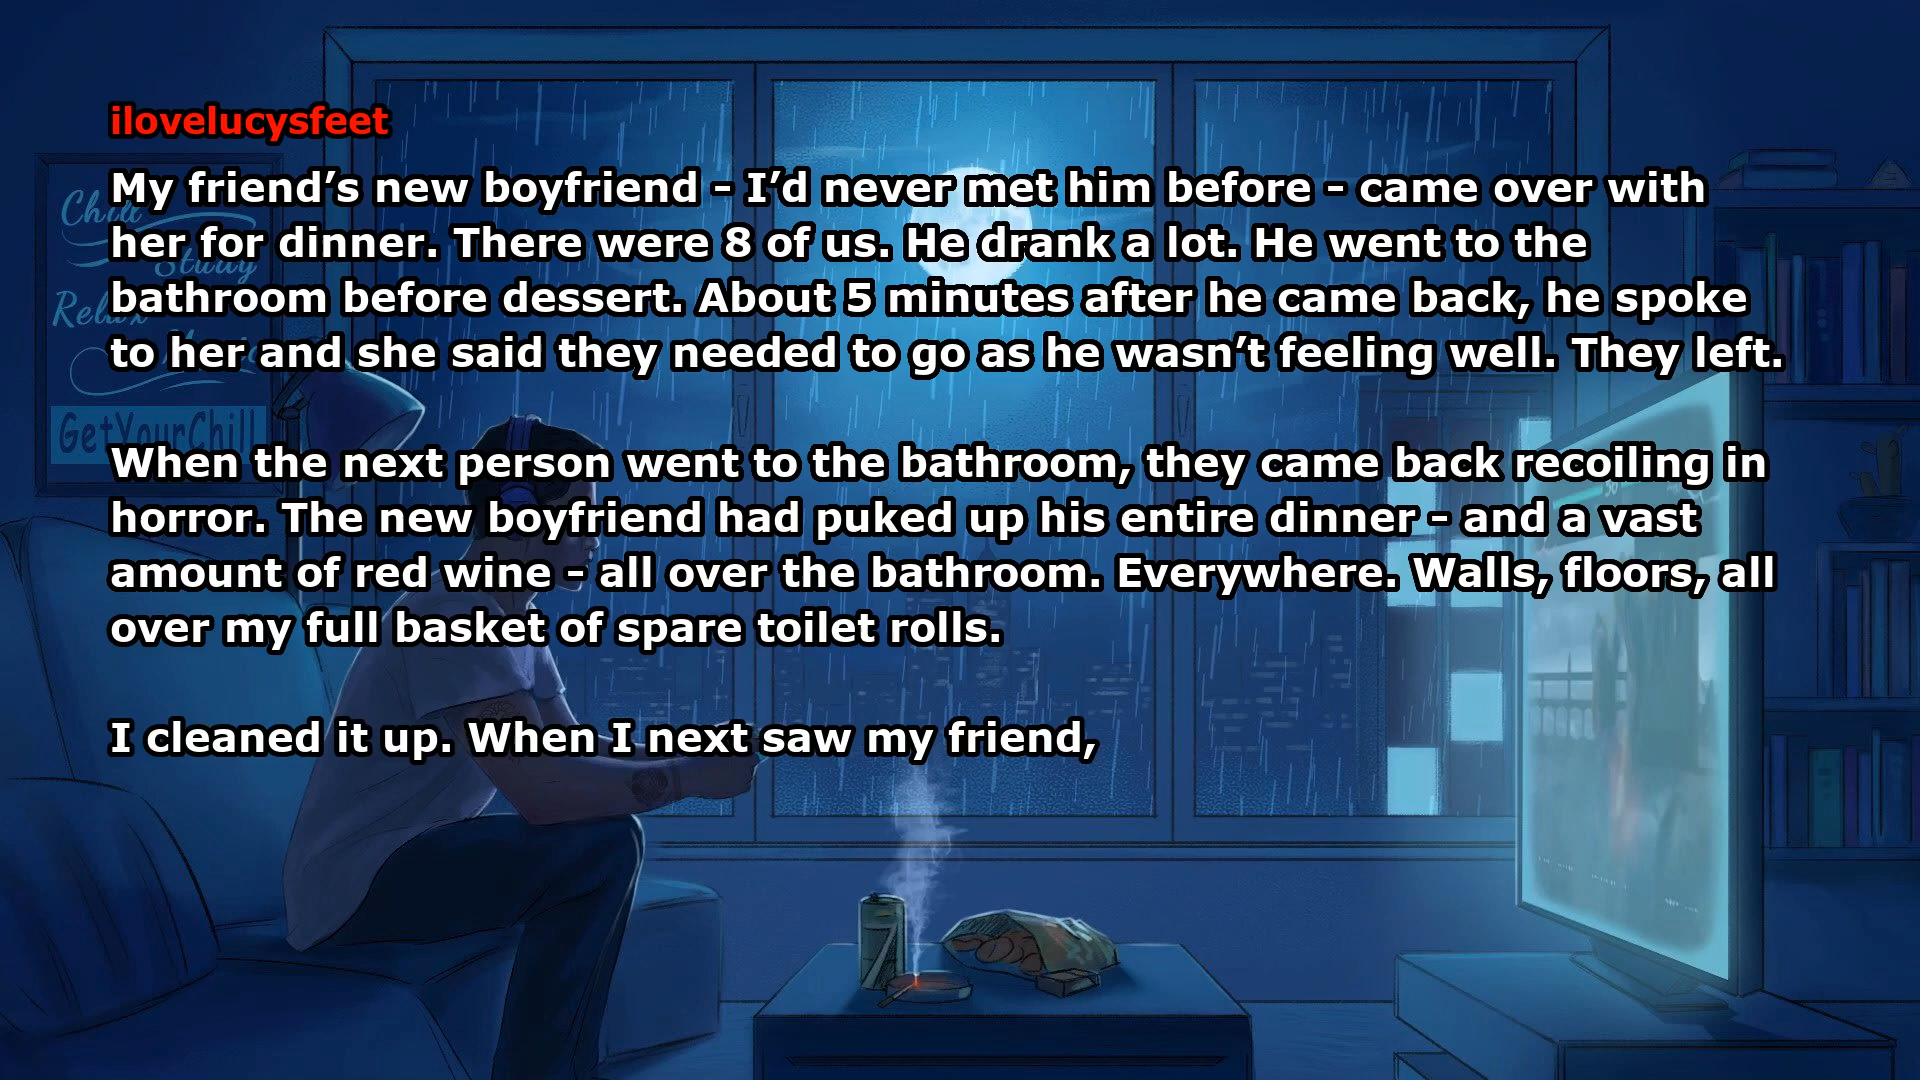 ilovelucysfeet
My friend’s new boyfriend - I’d never met him before - came over with
her for dinner. There were 8 of us. He drank a lot. He went to the
bathroom before dessert. About 5 minutes after he came back, he spoke
to her and she said they needed to go as he wasn’t feeling well. They left.
When the next person went to the bathroom, they came back recoiling in
horror. The new boyfriend had puked up his entire dinner - and a vast
amount of red wine - all over the bathroom. Everywhere. Walls, floors, all
over my full basket of spare toilet rolls.
I cleaned it up. When I next saw my friend,
Chill
Study
Relax
GetYourChill